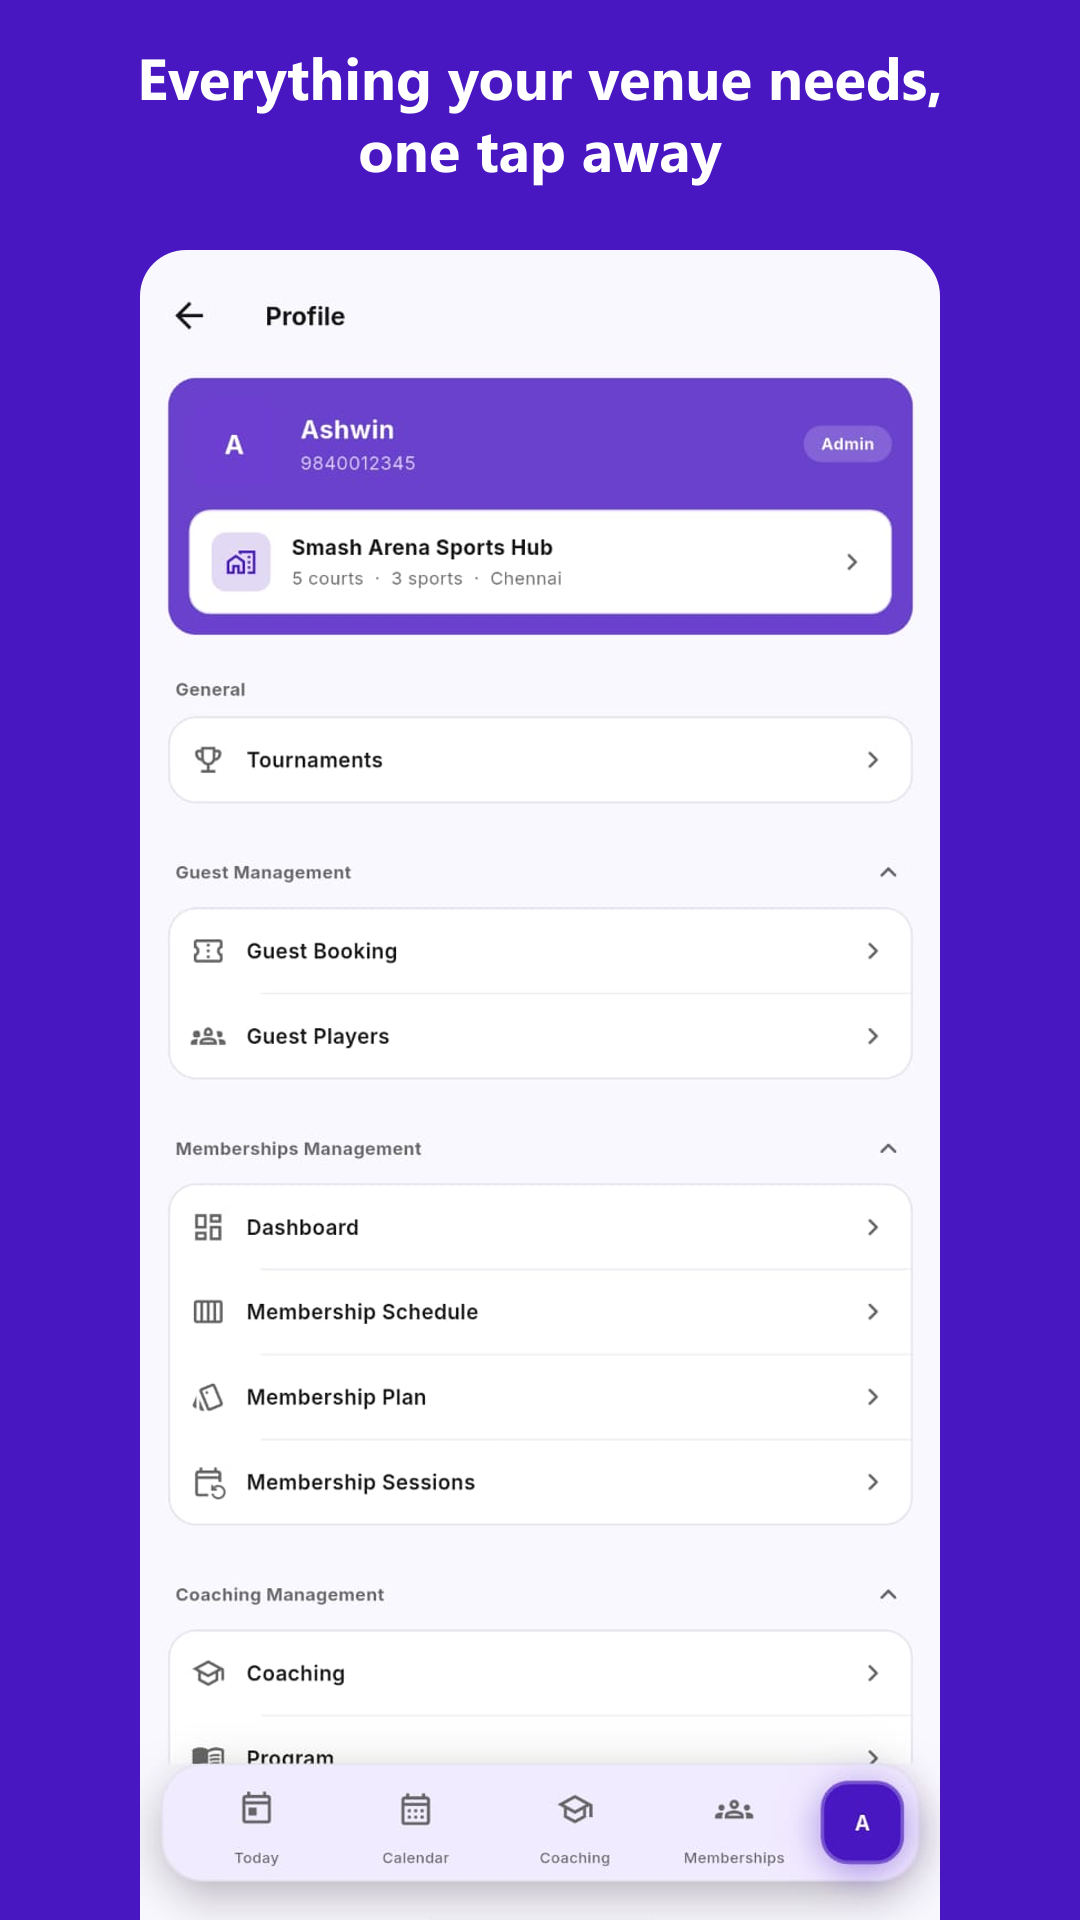 Everything your venue needs,
one tap away
Profile
A
Ashwin
9840012345
Admin
Smash Arena Sports Hub
5 courts · 3 sports · Chennai
General
Tournaments
Guest Management
Guest Booking
Guest Players
Memberships Management
Dashboard
Membership Schedule
Membership Plan
Membership Sessions
Coaching Management
Coaching
Program
Today
Calendar
Coaching
Memberships
A